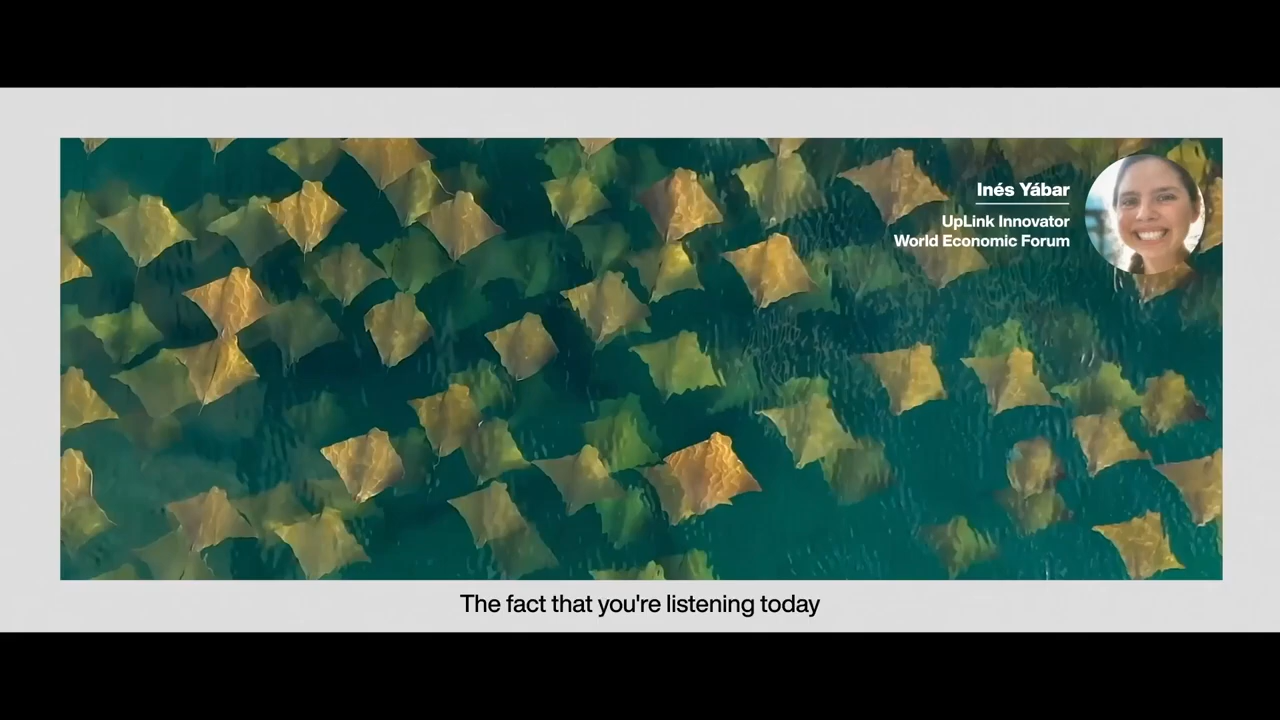 Inés Yábar
UpLink Innovator
World Economic Forum
The fact that you're listening today